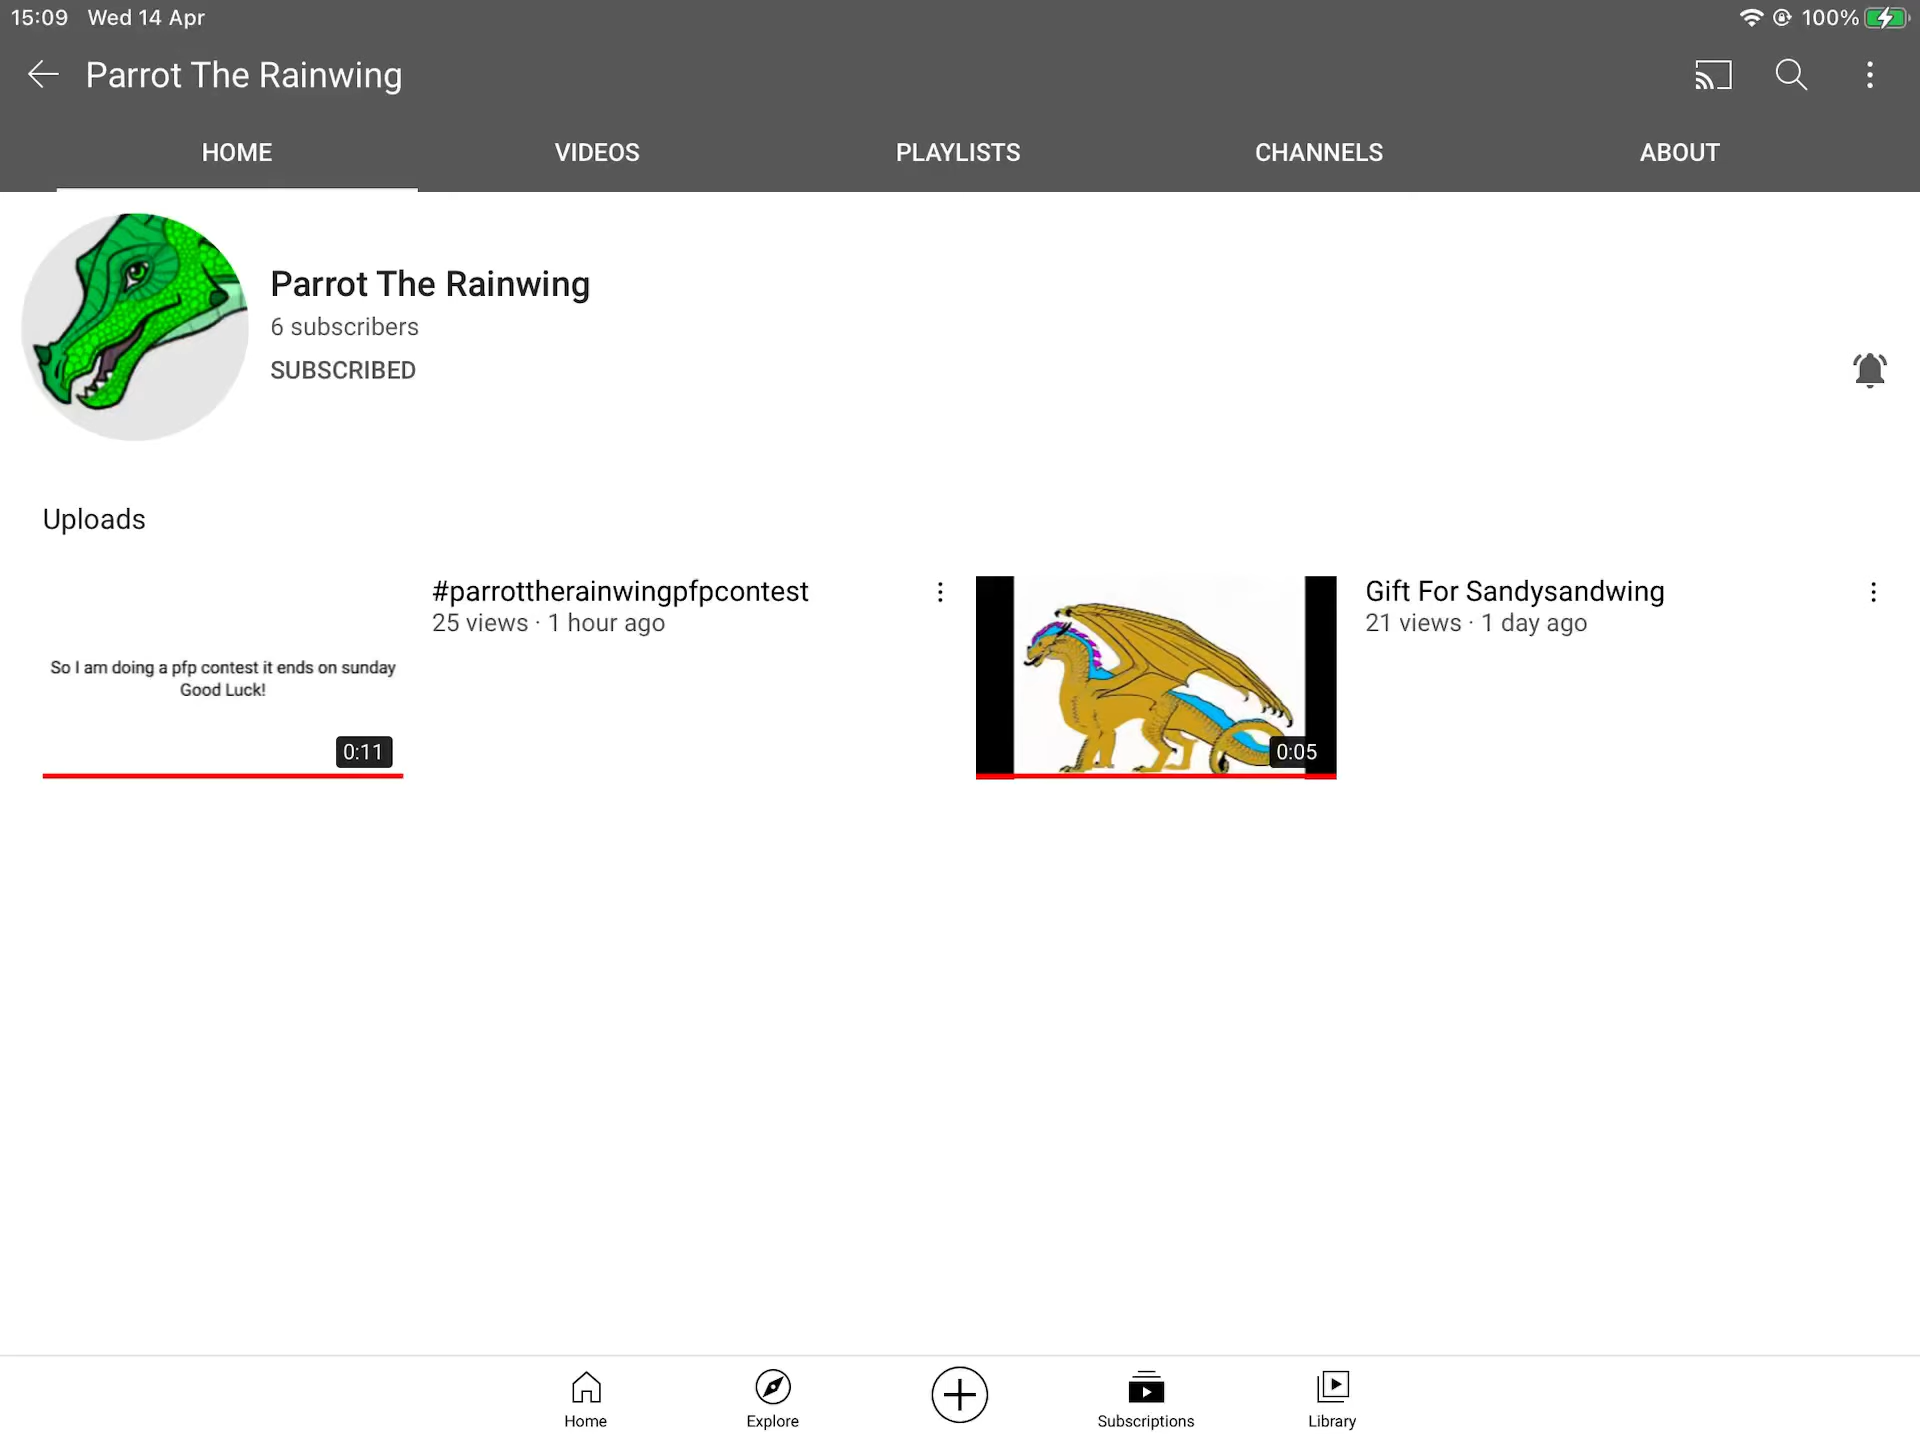 15:09 Wed 14 Apr
100%
Parrot The Rainwing
HOME
VIDEOS
PLAYLISTS
CHANNELS
ABOUT
Parrot The Rainwing
6 subscribers
SUBSCRIBED
Uploads
So I am doing a pfp contest it ends on sunday
Good Luck!
0:11
#parrottherainwingpfpcontest
25 views · 1 hour ago
0:05
Gift For Sandysandwing
21 views · 1 day ago
Home
Explore
Subscriptions
Library